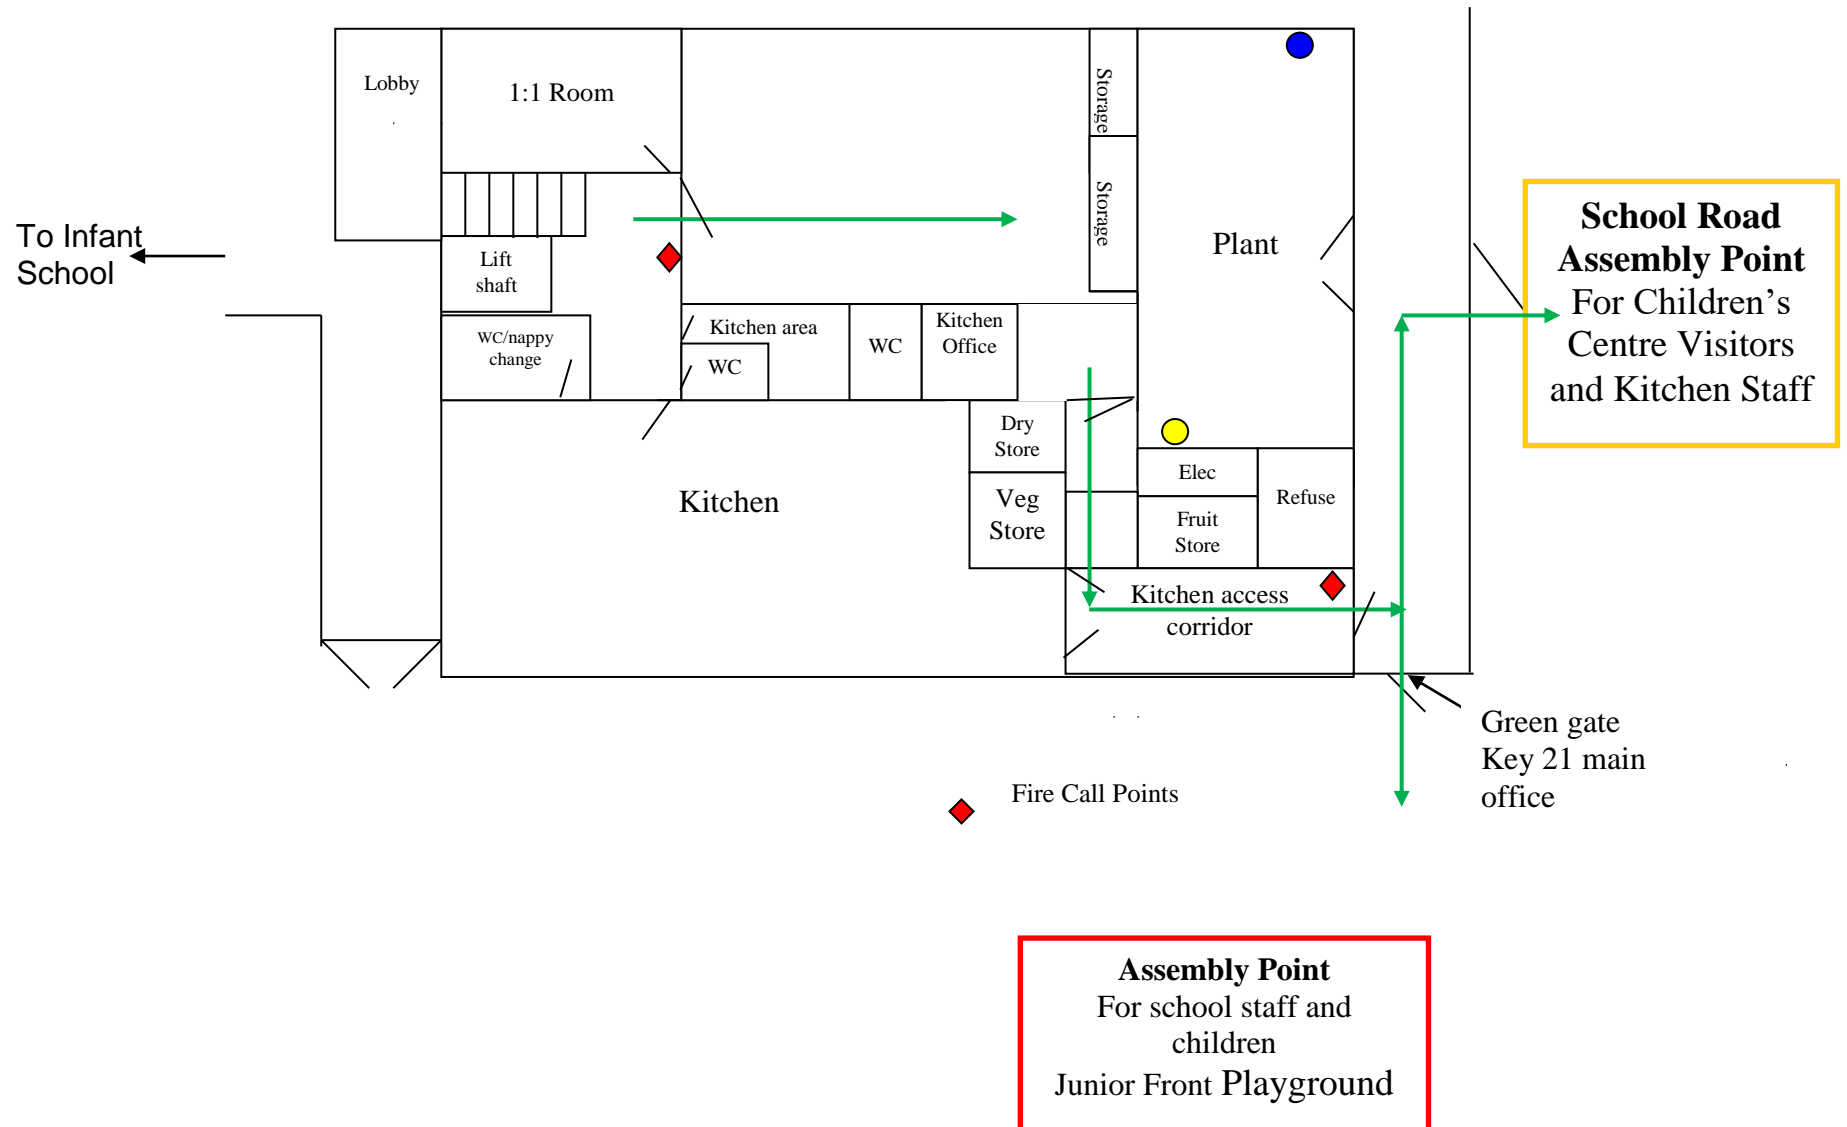 Lobby
1:1 Room
Storage
Storage
Plant
To Infant
School
Lift
shaft
WC/nappy
change
Kitchen area
WC
WC
Kitchen
Office
School Road
Assembly Point
For Children’s
Centre Visitors
and Kitchen Staff
Dry
Store
Veg
Store
Kitchen
Elec
Fruit
Store
Refuse
Kitchen access
corridor
Green gate
Key 21 main
office
Fire Call Points
Assembly Point
For school staff and
children
Junior Front Playground